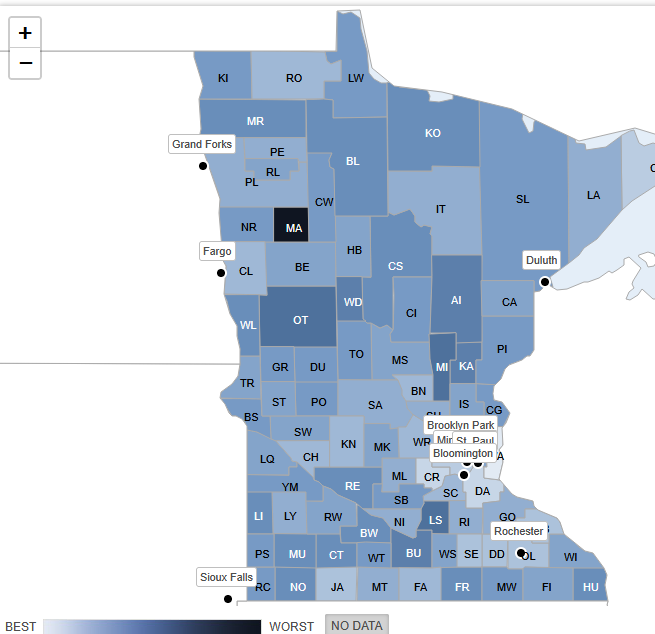 +
−
KI RO LW
MR KO
Grand Forks
PE
RL
PL
BL
SL LA
CW IT
NR MA
HB
Fargo
CL BE CS
Duluth
WD AI CA
WL OT CI
TO PI
MS MI KA
GR DU
TR
BN
ST PO SA IS CG
BS
Brooklyn Park
SW St. Paul
KN MK WR
Bloomington
LQ CH
ML CR
YM RE SC DA
SB
LI LY RW NI LS RI GO
Rochester
BW
PS MU CT WT BU WS SE DD OL WI
Sioux Falls
RC NO JA MT FA FR MW FI HU
BEST WORST NO DATA